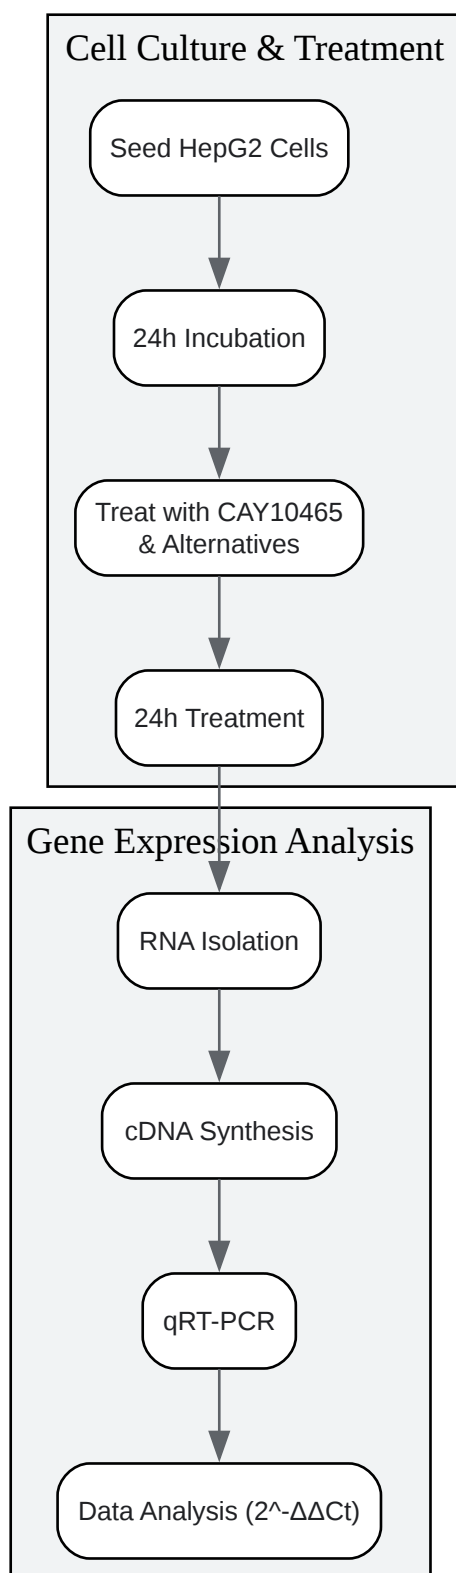 Cell Culture & Treatment
Seed HepG2 Cells
24h Incubation
Treat with CAY10465
& Alternatives
24h Treatment
Gene Expression Analysis
RNA Isolation
cDNA Synthesis
qRT-PCR
Data Analysis (2^-ΔΔCt)